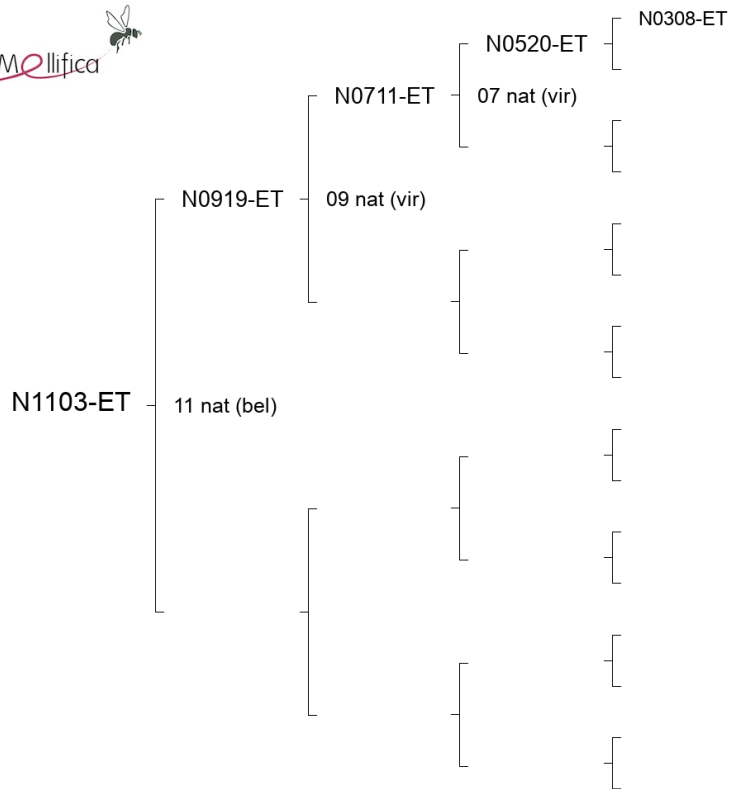 Mellifica
N0308-ET
N0520-ET
N0711-ET
07 nat (vir)
N0919-ET
09 nat (vir)
N1103-ET
11 nat (bel)